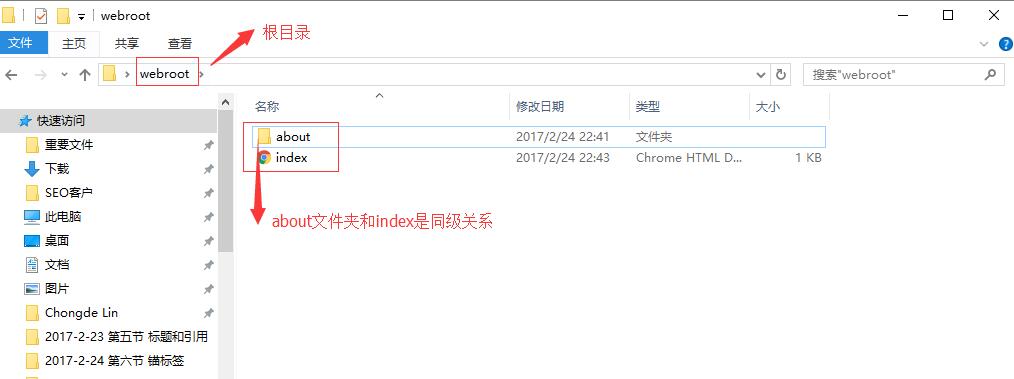 webroot
文件 主页 共享 查看
根目录
webroot
搜索"webroot"
名称 修改日期 类型 大小
快速访问
重要文件
下载
SEO客户
此电脑
桌面
文档
图片
Chongde Lin
2017-2-23 第五节 标题和引用
2017-2-24 第六节 锚标签
about 2017/2/24 22:41 文件夹
index 2017/2/24 22:43 Chrome HTML D... 1 KB
about文件夹和index是同级关系